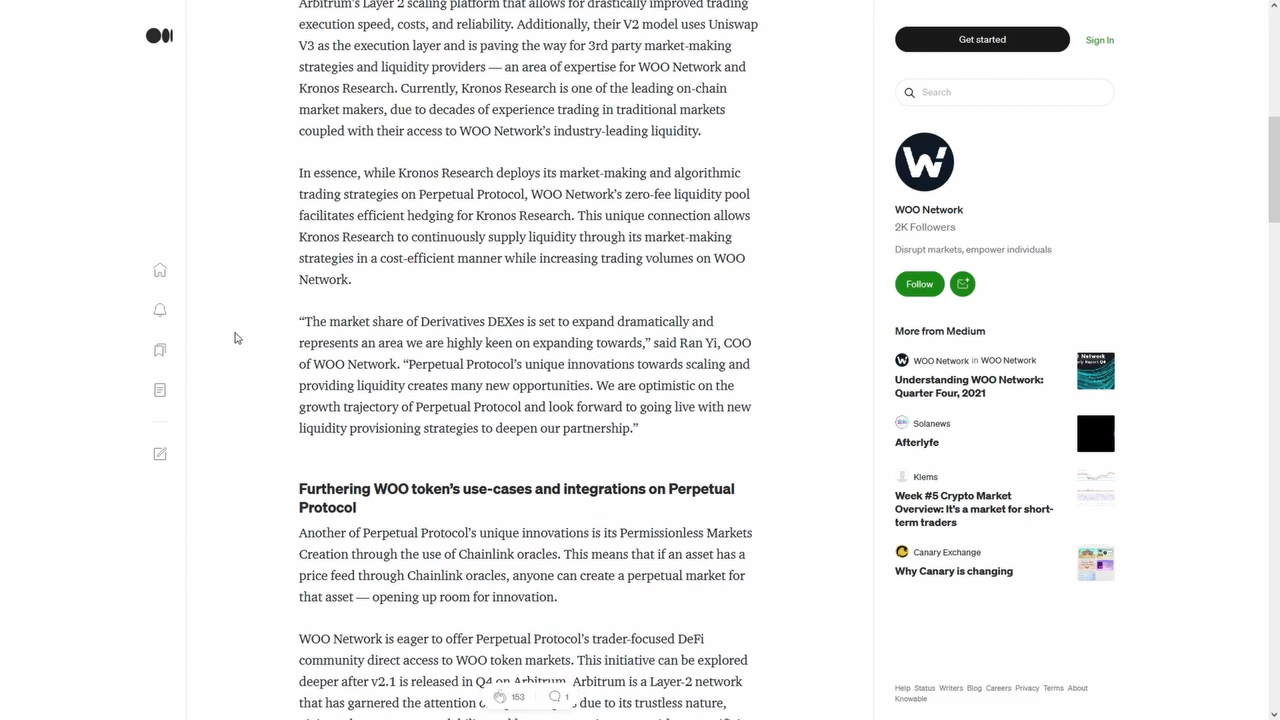 Arbitrum's Layer 2 scaling platform that allows for drastically improved trading
execution speed, costs, and reliability. Additionally, their V2 model uses Uniswap
V3 as the execution layer and is paving the way for 3rd party market-making
strategies and liquidity providers — an area of expertise for WOO Network and
Kronos Research. Currently, Kronos Research is one of the leading on-chain
market makers, due to decades of experience trading in traditional markets
coupled with their access to WOO Network's industry-leading liquidity.
In essence, while Kronos Research deploys its market-making and algorithmic
trading strategies on Perpetual Protocol, WOO Network's zero-fee liquidity pool
facilitates efficient hedging for Kronos Research. This unique connection allows
Kronos Research to continuously supply liquidity through its market-making
strategies in a cost-efficient manner while increasing trading volumes on WOO
Network.
“The market share of Derivatives DEXes is set to expand dramatically and
represents an area we are highly keen on expanding towards,” said Ran Yi, COO
of WOO Network. “Perpetual Protocol's unique innovations towards scaling and
providing liquidity creates many new opportunities. We are optimistic on the
growth trajectory of Perpetual Protocol and look forward to going live with new
liquidity provisioning strategies to deepen our partnership.”
Furthering WOO token's use-cases and integrations on Perpetual
Protocol
Another of Perpetual Protocol's unique innovations is its Permissionless Markets
Creation through the use of Chainlink oracles. This means that if an asset has a
price feed through Chainlink oracles, anyone can create a perpetual market for
that asset — opening up room for innovation.
WOO Network is eager to offer Perpetual Protocol's trader-focused DeFi
community direct access to WOO token markets. This initiative can be explored
deeper after v2.1 is released in Q4 on Arbitrum. Arbitrum is a Layer-2 network
that has garnered the attention due to its trustless nature,
153 1
Get started Sign In
Search
WOO Network
2K Followers
Disrupt markets, empower individuals
Follow
More from Medium
WOO Network in WOO Network
Understanding WOO Network:
Quarter Four, 2021
Solanews
Afterlyfe
Klems
Week #5 Crypto Market
Overview: It's a market for short-
term traders
Canary Exchange
Why Canary is changing
Help Status Writers Blog Careers Privacy Terms About
Knowable